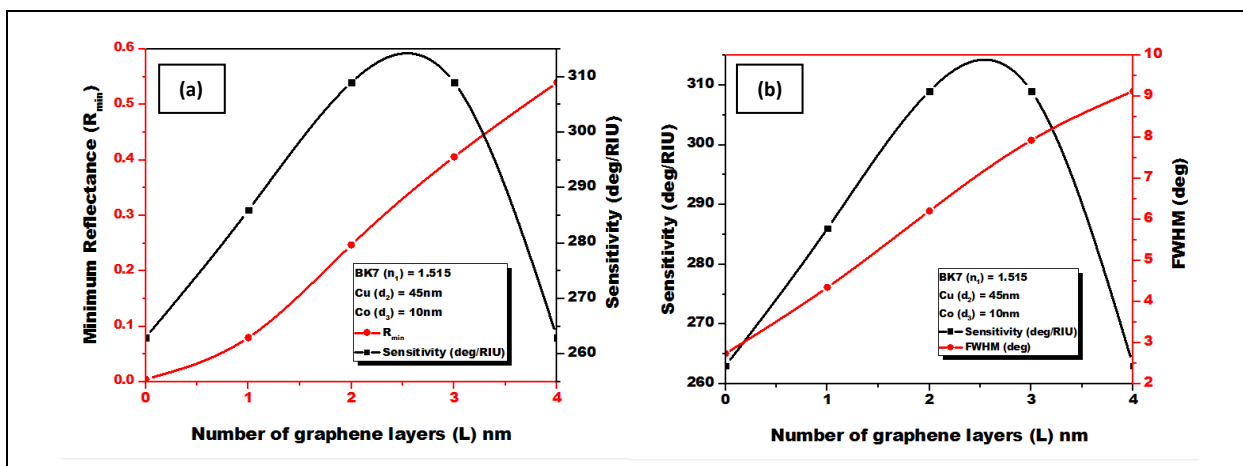 (a)
Minimum Reflectance (R_min)
0.6
0.5
0.4
0.3
0.2
0.1
0.0
BK7 (n₁) = 1.515
Cu (d₂) = 45nm
Co (d₃) = 10nm
R_min
Sensitivity (deg/RIU)
310
300
290
280
270
260
Sensitivity (deg/RIU)
0 1 2 3 4
Number of graphene layers (L) nm
(b)
Sensitivity (deg/RIU)
310
300
290
280
270
260
BK7 (n₁) = 1.515
Cu (d₂) = 45nm
Co (d₃) = 10nm
Sensitivity (deg/RIU)
FWHM (deg)
10
9
8
7
6
5
4
3
2
FWHM (deg)
0 1 2 3 4
Number of graphene layers (L) nm